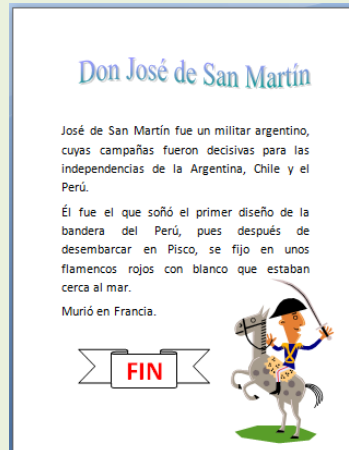 Don José de San Martín
José de San Martín fue un militar argentino,
cuyas campañas fueron decisivas para las
independencias de la Argentina, Chile y el
Perú.
Él fue el que soñó el primer diseño de la
bandera del Perú, pues después de
desembarcar en Pisco, se fijo en unos
flamencos rojos con blanco que estaban
cerca al mar.
Murió en Francia.
FIN